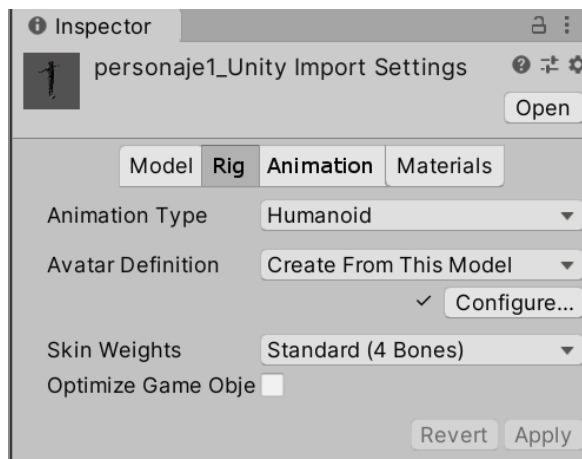 Inspector
personaje1_Unity Import Settings
Open
Model Rig Animation Materials
Animation Type Humanoid
Avatar Definition Create From This Model
Configure...
Skin Weights Standard (4 Bones)
Optimize Game Obje
Revert Apply